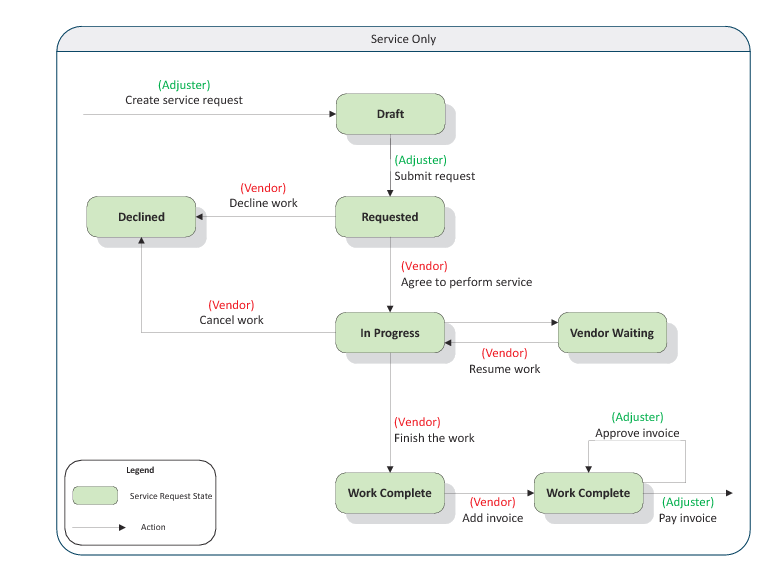 Service Only
(Adjuster)
Create service request
Draft
(Adjuster)
Submit request
(Vendor)
Decline work
Declined
Requested
(Vendor)
Agree to perform service
(Vendor)
Cancel work
In Progress
Vendor Waiting
(Vendor)
Resume work
(Adjuster)
Approve invoice
(Vendor)
Finish the work
Work Complete
Work Complete
(Vendor)
Add invoice
(Adjuster)
Pay invoice
Legend
Service Request State
Action